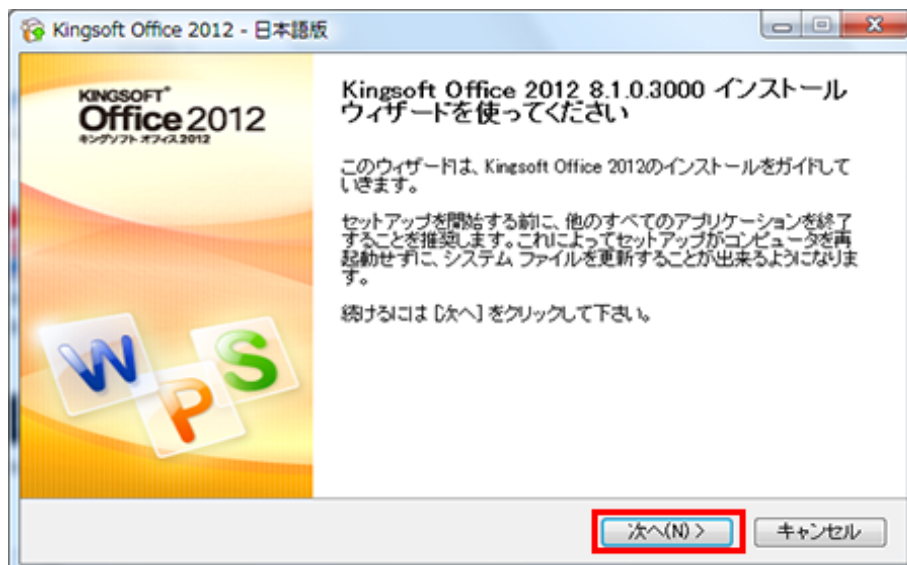 Kingsoft Office 2012 - 日本語版
KINGSOFT®
Office 2012
キングソフト オフィス 2012
Kingsoft Office 2012 8.1.0.3000 インストール
ウィザードを使ってください
このウィザードは、Kingsoft Office 2012のインストールをガイドして
いきます。
セットアップを開始する前に、他のすべてのアプリケーションを終了
することを推奨します。これによってセットアップがコンピュータを再
起動せずに、システム ファイルを更新することが出来るようになりま
す。
続けるには [次へ] をクリックして下さい。
W
P
S
次へ(N) >
キャンセル